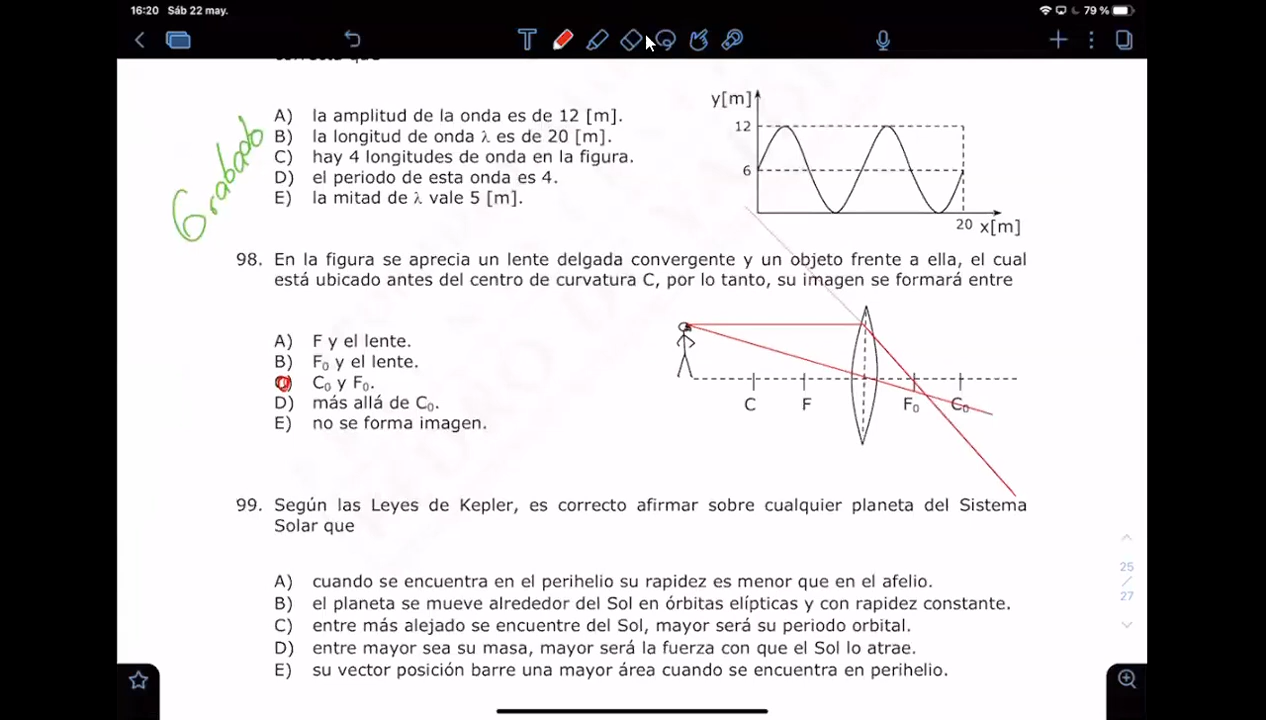 16:20 Sáb 22 may.
79 %
A) la amplitud de la onda es de 12 [m].
B) la longitud de onda λ es de 20 [m].
C) hay 4 longitudes de onda en la figura.
D) el periodo de esta onda es 4.
E) la mitad de λ vale 5 [m].
Grabado
y[m]
12
6
20 x[m]
98. En la figura se aprecia un lente delgada convergente y un objeto frente a ella, el cual
está ubicado antes del centro de curvatura C, por lo tanto, su imagen se formará entre
A) F y el lente.
B) F₀ y el lente.
C₀ y F₀.
D) más allá de C₀.
E) no se forma imagen.
C F F₀ C₀
99. Según las Leyes de Kepler, es correcto afirmar sobre cualquier planeta del Sistema
Solar que
A) cuando se encuentra en el perihelio su rapidez es menor que en el afelio.
B) el planeta se mueve alrededor del Sol en órbitas elípticas y con rapidez constante.
C) entre más alejado se encuentre del Sol, mayor será su periodo orbital.
D) entre mayor sea su masa, mayor será la fuerza con que el Sol lo atrae.
E) su vector posición barre una mayor área cuando se encuentra en perihelio.
25
/
27